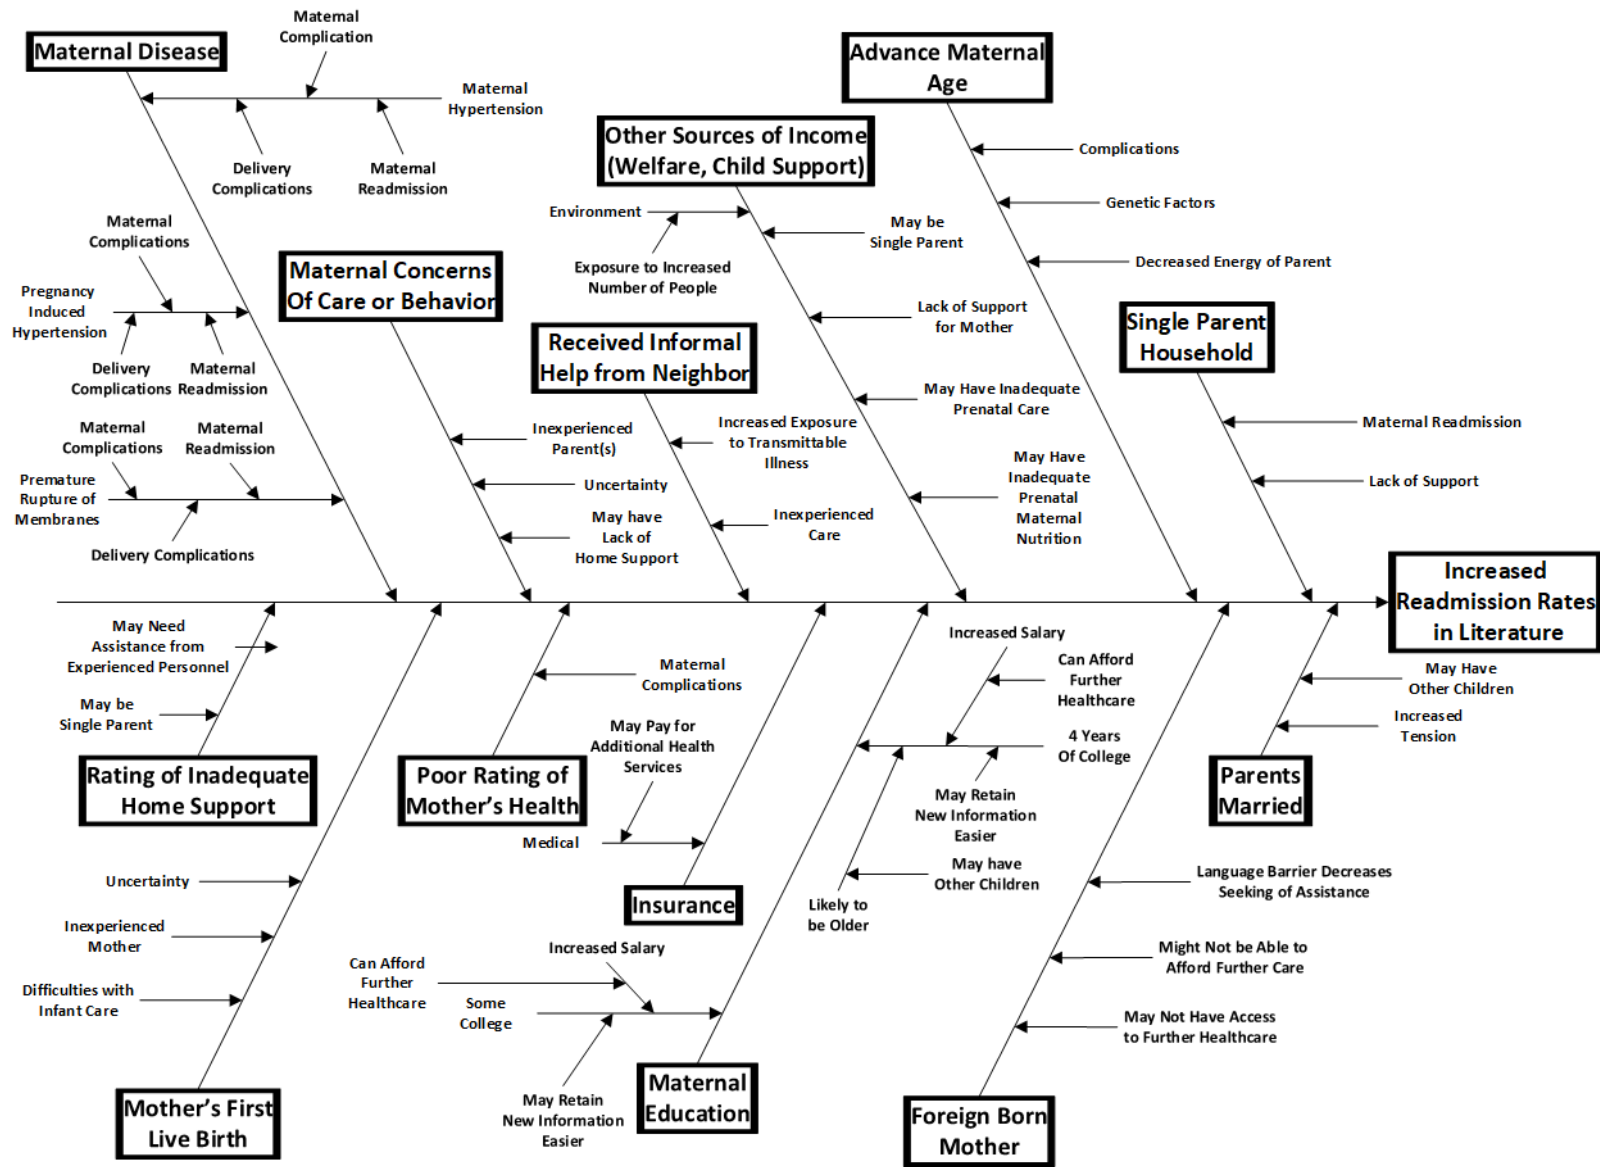 Maternal Disease
Maternal
Complication
Maternal
Hypertension
Delivery
Complications
Maternal
Readmission
Maternal
Complications
Pregnancy
Induced
Hypertension
Delivery
Complications
Maternal
Readmission
Maternal
Complications
Maternal
Readmission
Premature
Rupture of
Membranes
Delivery Complications
Maternal Concerns
Of Care or Behavior
Inexperienced
Parent(s)
Uncertainty
May have
Lack of
Home Support
Received Informal
Help from Neighbor
Increased Exposure
to Transmittable
Illness
Inexperienced
Care
Other Sources of Income
(Welfare, Child Support)
Environment
Exposure to Increased
Number of People
May be
Single Parent
Lack of Support
for Mother
May Have Inadequate
Prenatal Care
May Have
Inadequate
Prenatal
Maternal
Nutrition
Advance Maternal
Age
Complications
Genetic Factors
Decreased Energy of Parent
Single Parent
Household
Maternal Readmission
Lack of Support
Increased
Readmission Rates
in Literature
May Need
Assistance from
Experienced Personnel
May be
Single Parent
Rating of Inadequate
Home Support
Uncertainty
Inexperienced
Mother
Difficulties with
Infant Care
Mother's First
Live Birth
Maternal
Complications
Poor Rating of
Mother's Health
May Pay for
Additional Health
Services
Medical
Insurance
Increased Salary
Can Afford
Further
Healthcare
4 Years
Of College
May Retain
New Information
Easier
May have
Other Children
Likely to
be Older
Increased Salary
Can Afford
Further
Healthcare
Some
College
May Retain
New Information
Easier
Maternal
Education
Language Barrier Decreases
Seeking of Assistance
Might Not be Able to
Afford Further Care
May Not Have Access
to Further Healthcare
Foreign Born
Mother
May Have
Other Children
Increased
Tension
Parents
Married